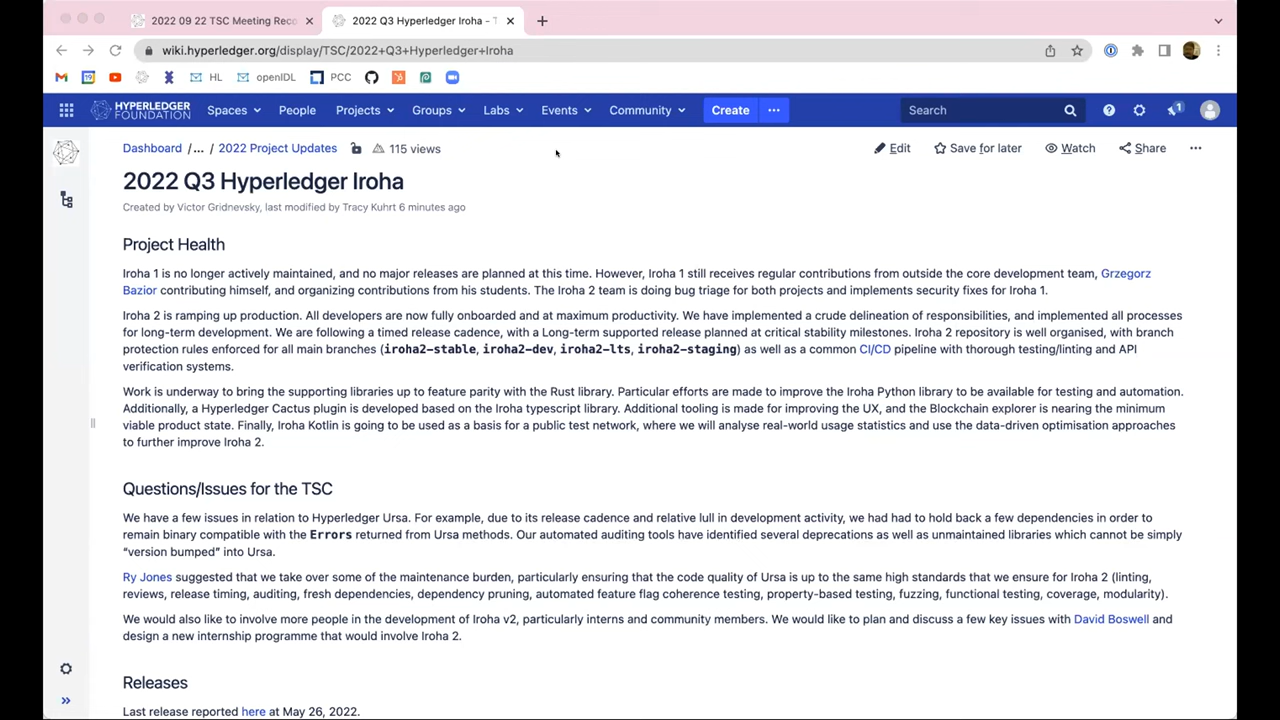 2022 09 22 TSC Meeting Reco
2022 Q3 Hyperledger Iroha - T
wiki.hyperledger.org/display/TSC/2022+Q3+Hyperledger+Iroha
HL
openIDL
PCC
HYPERLEDGER
FOUNDATION
Spaces
People
Projects
Groups
Labs
Events
Community
Create
Search
1
Dashboard /... / 2022 Project Updates
115 views
Edit
Save for later
Watch
Share
2022 Q3 Hyperledger Iroha
Created by Victor Gridnevsky, last modified by Tracy Kuhrt 6 minutes ago
Project Health
Iroha 1 is no longer actively maintained, and no major releases are planned at this time. However, Iroha 1 still receives regular contributions from outside the core development team, Grzegorz
Bazior contributing himself, and organizing contributions from his students. The Iroha 2 team is doing bug triage for both projects and implements security fixes for Iroha 1.
Iroha 2 is ramping up production. All developers are now fully onboarded and at maximum productivity. We have implemented a crude delineation of responsibilities, and implemented all processes
for long-term development. We are following a timed release cadence, with a Long-term supported release planned at critical stability milestones. Iroha 2 repository is well organised, with branch
protection rules enforced for all main branches (iroha2-stable, iroha2-dev, iroha2-lts, iroha2-staging) as well as a common CI/CD pipeline with thorough testing/linting and API
verification systems.
Work is underway to bring the supporting libraries up to feature parity with the Rust library. Particular efforts are made to improve the Iroha Python library to be available for testing and automation.
Additionally, a Hyperledger Cactus plugin is developed based on the Iroha typescript library. Additional tooling is made for improving the UX, and the Blockchain explorer is nearing the minimum
viable product state. Finally, Iroha Kotlin is going to be used as a basis for a public test network, where we will analyse real-world usage statistics and use the data-driven optimisation approaches
to further improve Iroha 2.
Questions/Issues for the TSC
We have a few issues in relation to Hyperledger Ursa. For example, due to its release cadence and relative lull in development activity, we had had to hold back a few dependencies in order to
remain binary compatible with the Errors returned from Ursa methods. Our automated auditing tools have identified several deprecations as well as unmaintained libraries which cannot be simply
“version bumped” into Ursa.
Ry Jones suggested that we take over some of the maintenance burden, particularly ensuring that the code quality of Ursa is up to the same high standards that we ensure for Iroha 2 (linting,
reviews, release timing, auditing, fresh dependencies, dependency pruning, automated feature flag coherence testing, property-based testing, fuzzing, functional testing, coverage, modularity).
We would also like to involve more people in the development of Iroha v2, particularly interns and community members. We would like to plan and discuss a few key issues with David Boswell and
design a new internship programme that would involve Iroha 2.
Releases
Last release reported here at May 26, 2022.